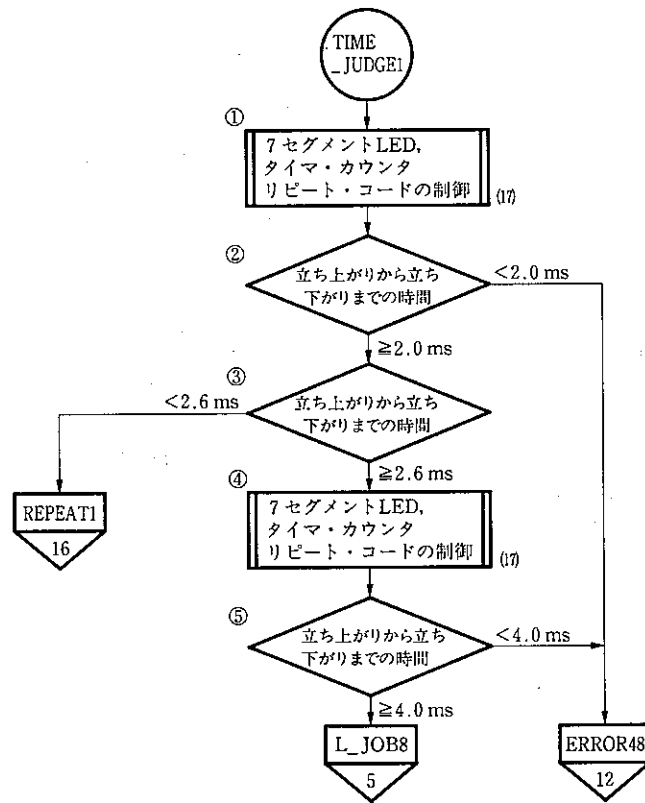 TIME
_JUDGE1
①
7セグメントLED,
タイマ・カウンタ
リピート・コードの制御
(17)
②
立ち上がりから立ち
下がりまでの時間
<2.0 ms
≧2.0 ms
③
<2.6 ms
立ち上がりから立ち
下がりまでの時間
≧2.6 ms
④
REPEAT1
16
7セグメントLED,
タイマ・カウンタ
リピート・コードの制御
(17)
⑤
立ち上がりから立ち
下がりまでの時間
<4.0 ms
≧4.0 ms
L_JOB8
5
ERROR48
12